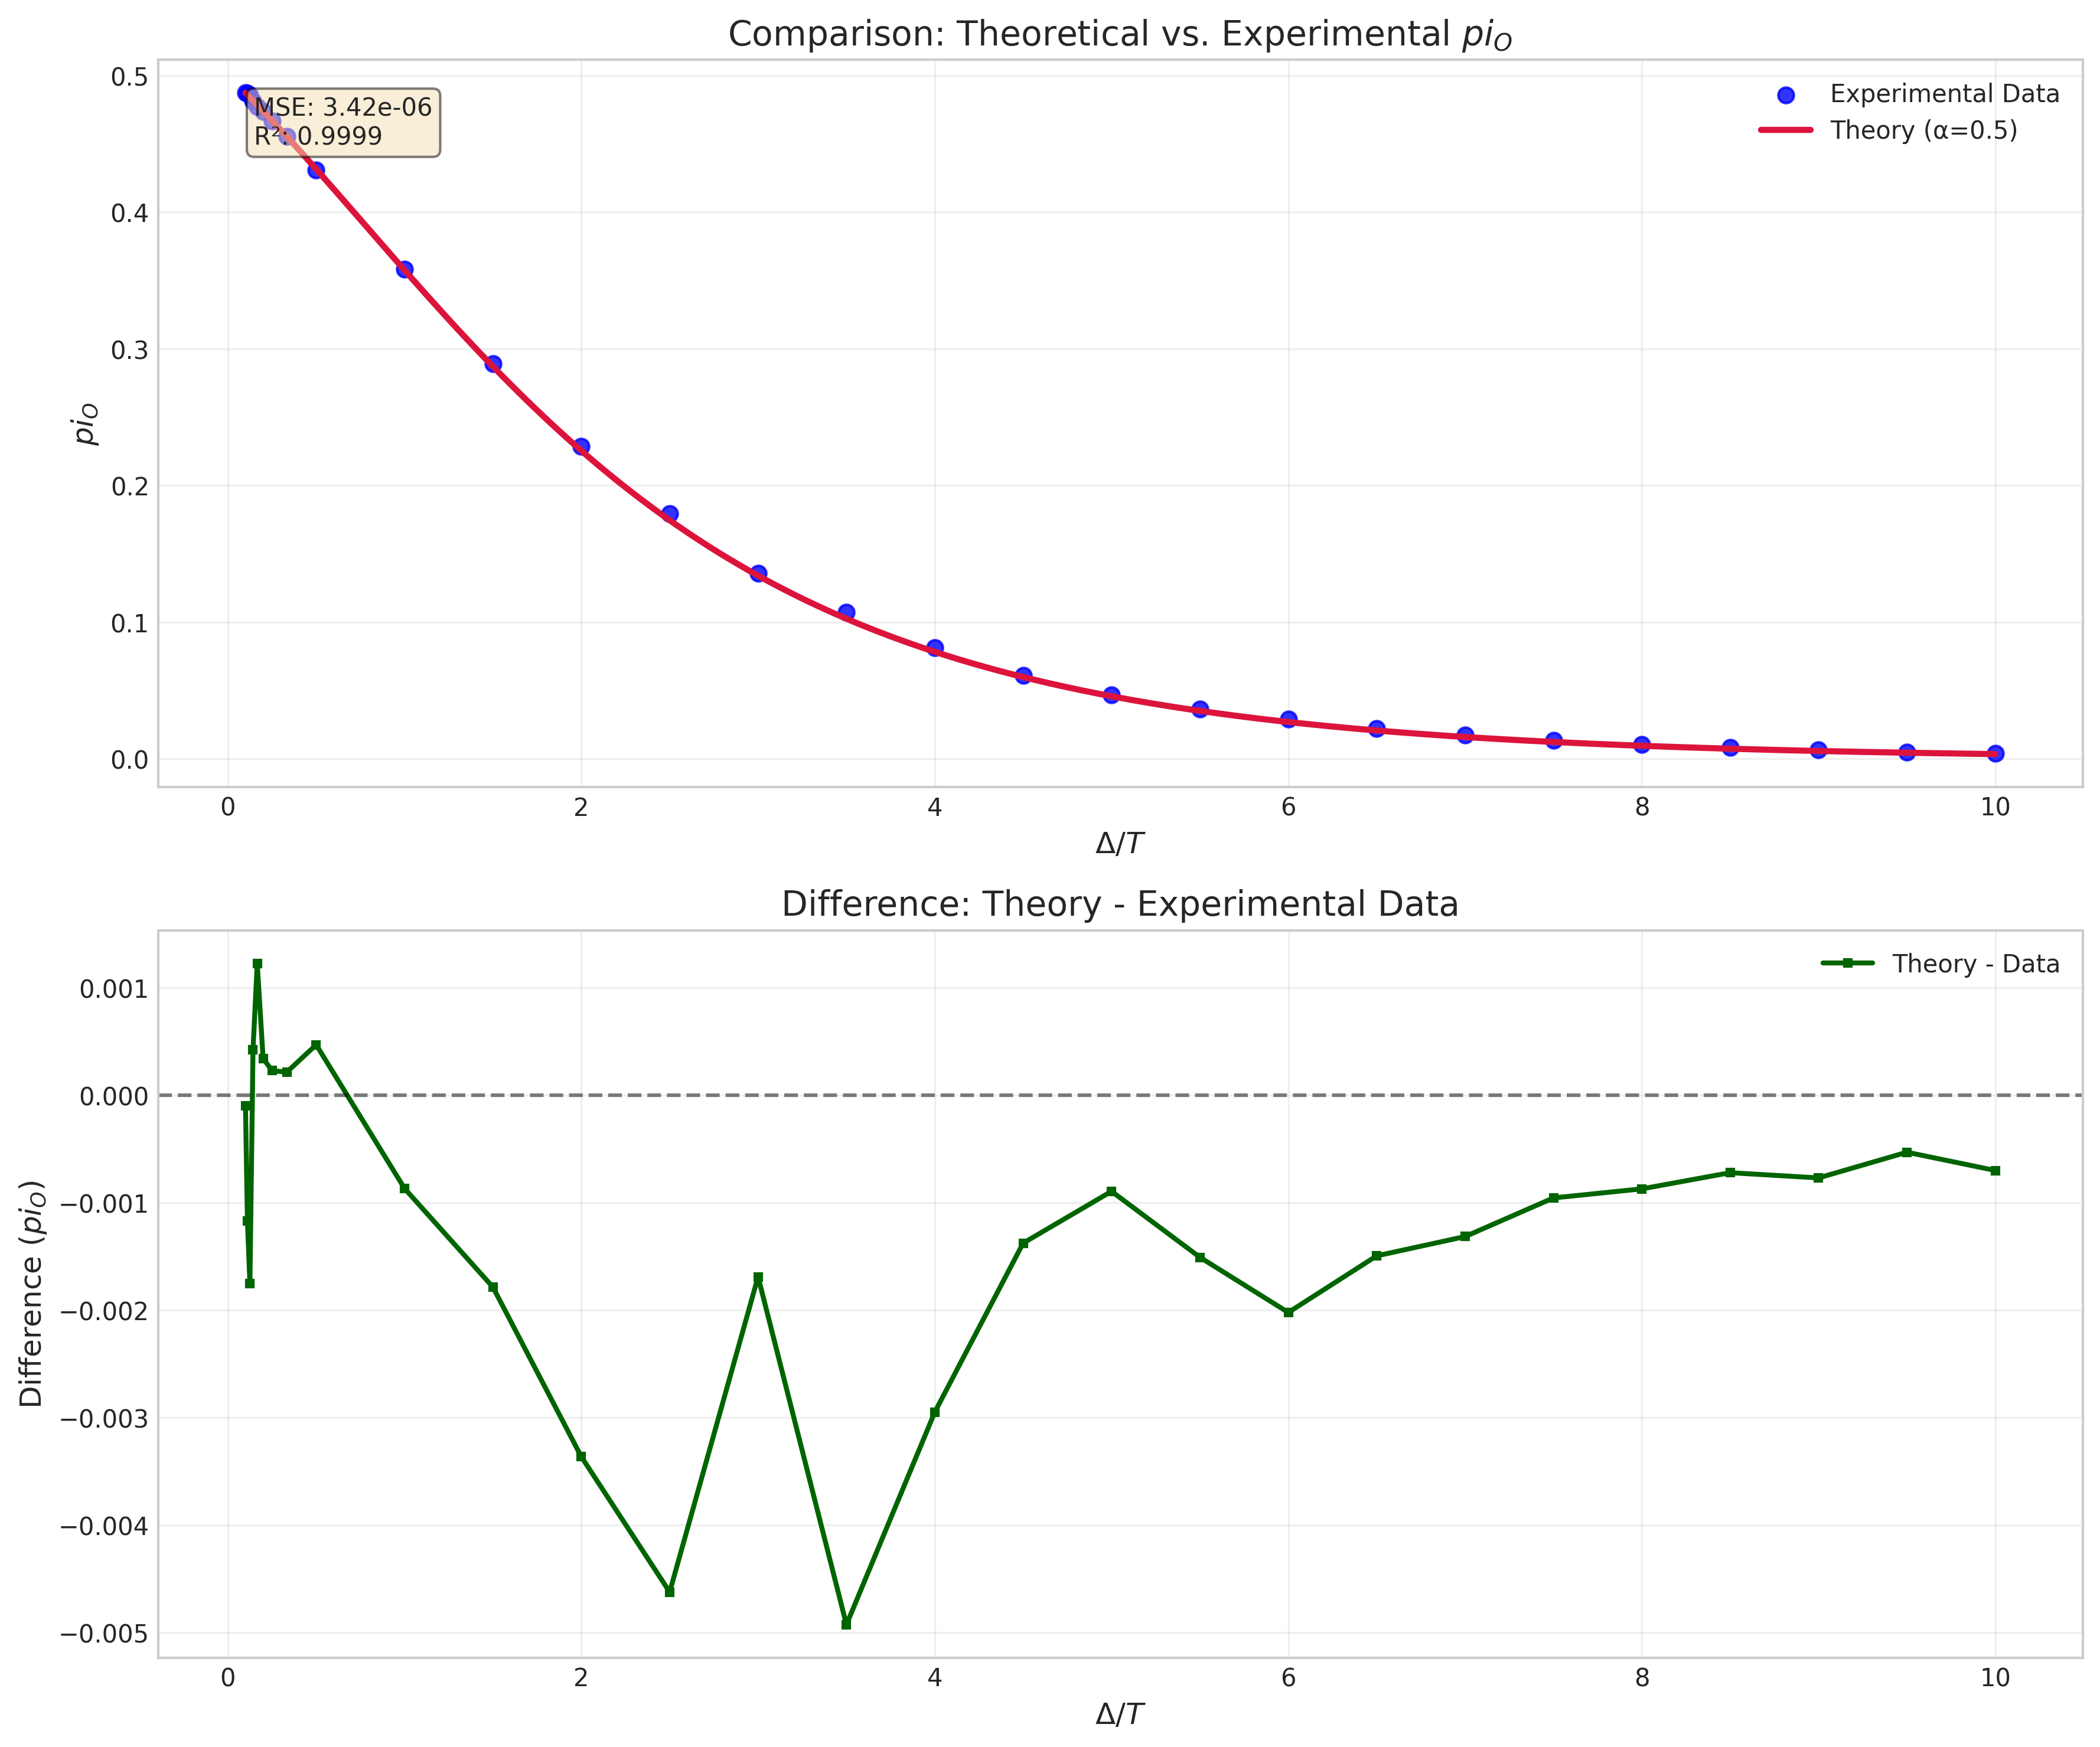 Comparison: Theoretical vs. Experimental pi_O
0.5
0.4
0.3
0.2
0.1
0.0
pi_O
MSE: 3.42e-06
R²: 0.9999
Experimental Data
Theory (α=0.5)
0 2 4 6 8 10
Δ/T
Difference: Theory - Experimental Data
0.001
0.000
−0.001
−0.002
−0.003
−0.004
−0.005
Difference (pi_O)
Theory - Data
0 2 4 6 8 10
Δ/T